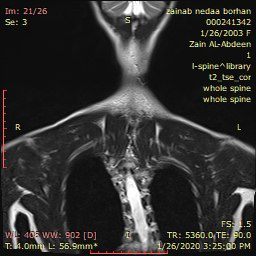 Im: 21/26
Se: 3
zainab nedaa borhan
000241342
1/26/2003 F
Zain AL-Abdeen
1
l-spine^library
t2_tse_cor
whole spine
whole spine
S
R
L
I
WL: 406 WW: 902 [D]
T: 4.0mm L: 56.9mm*
FS: 1.5
TR: 5360.0 TE: 90.0
1/26/2020 3:25:00 PM